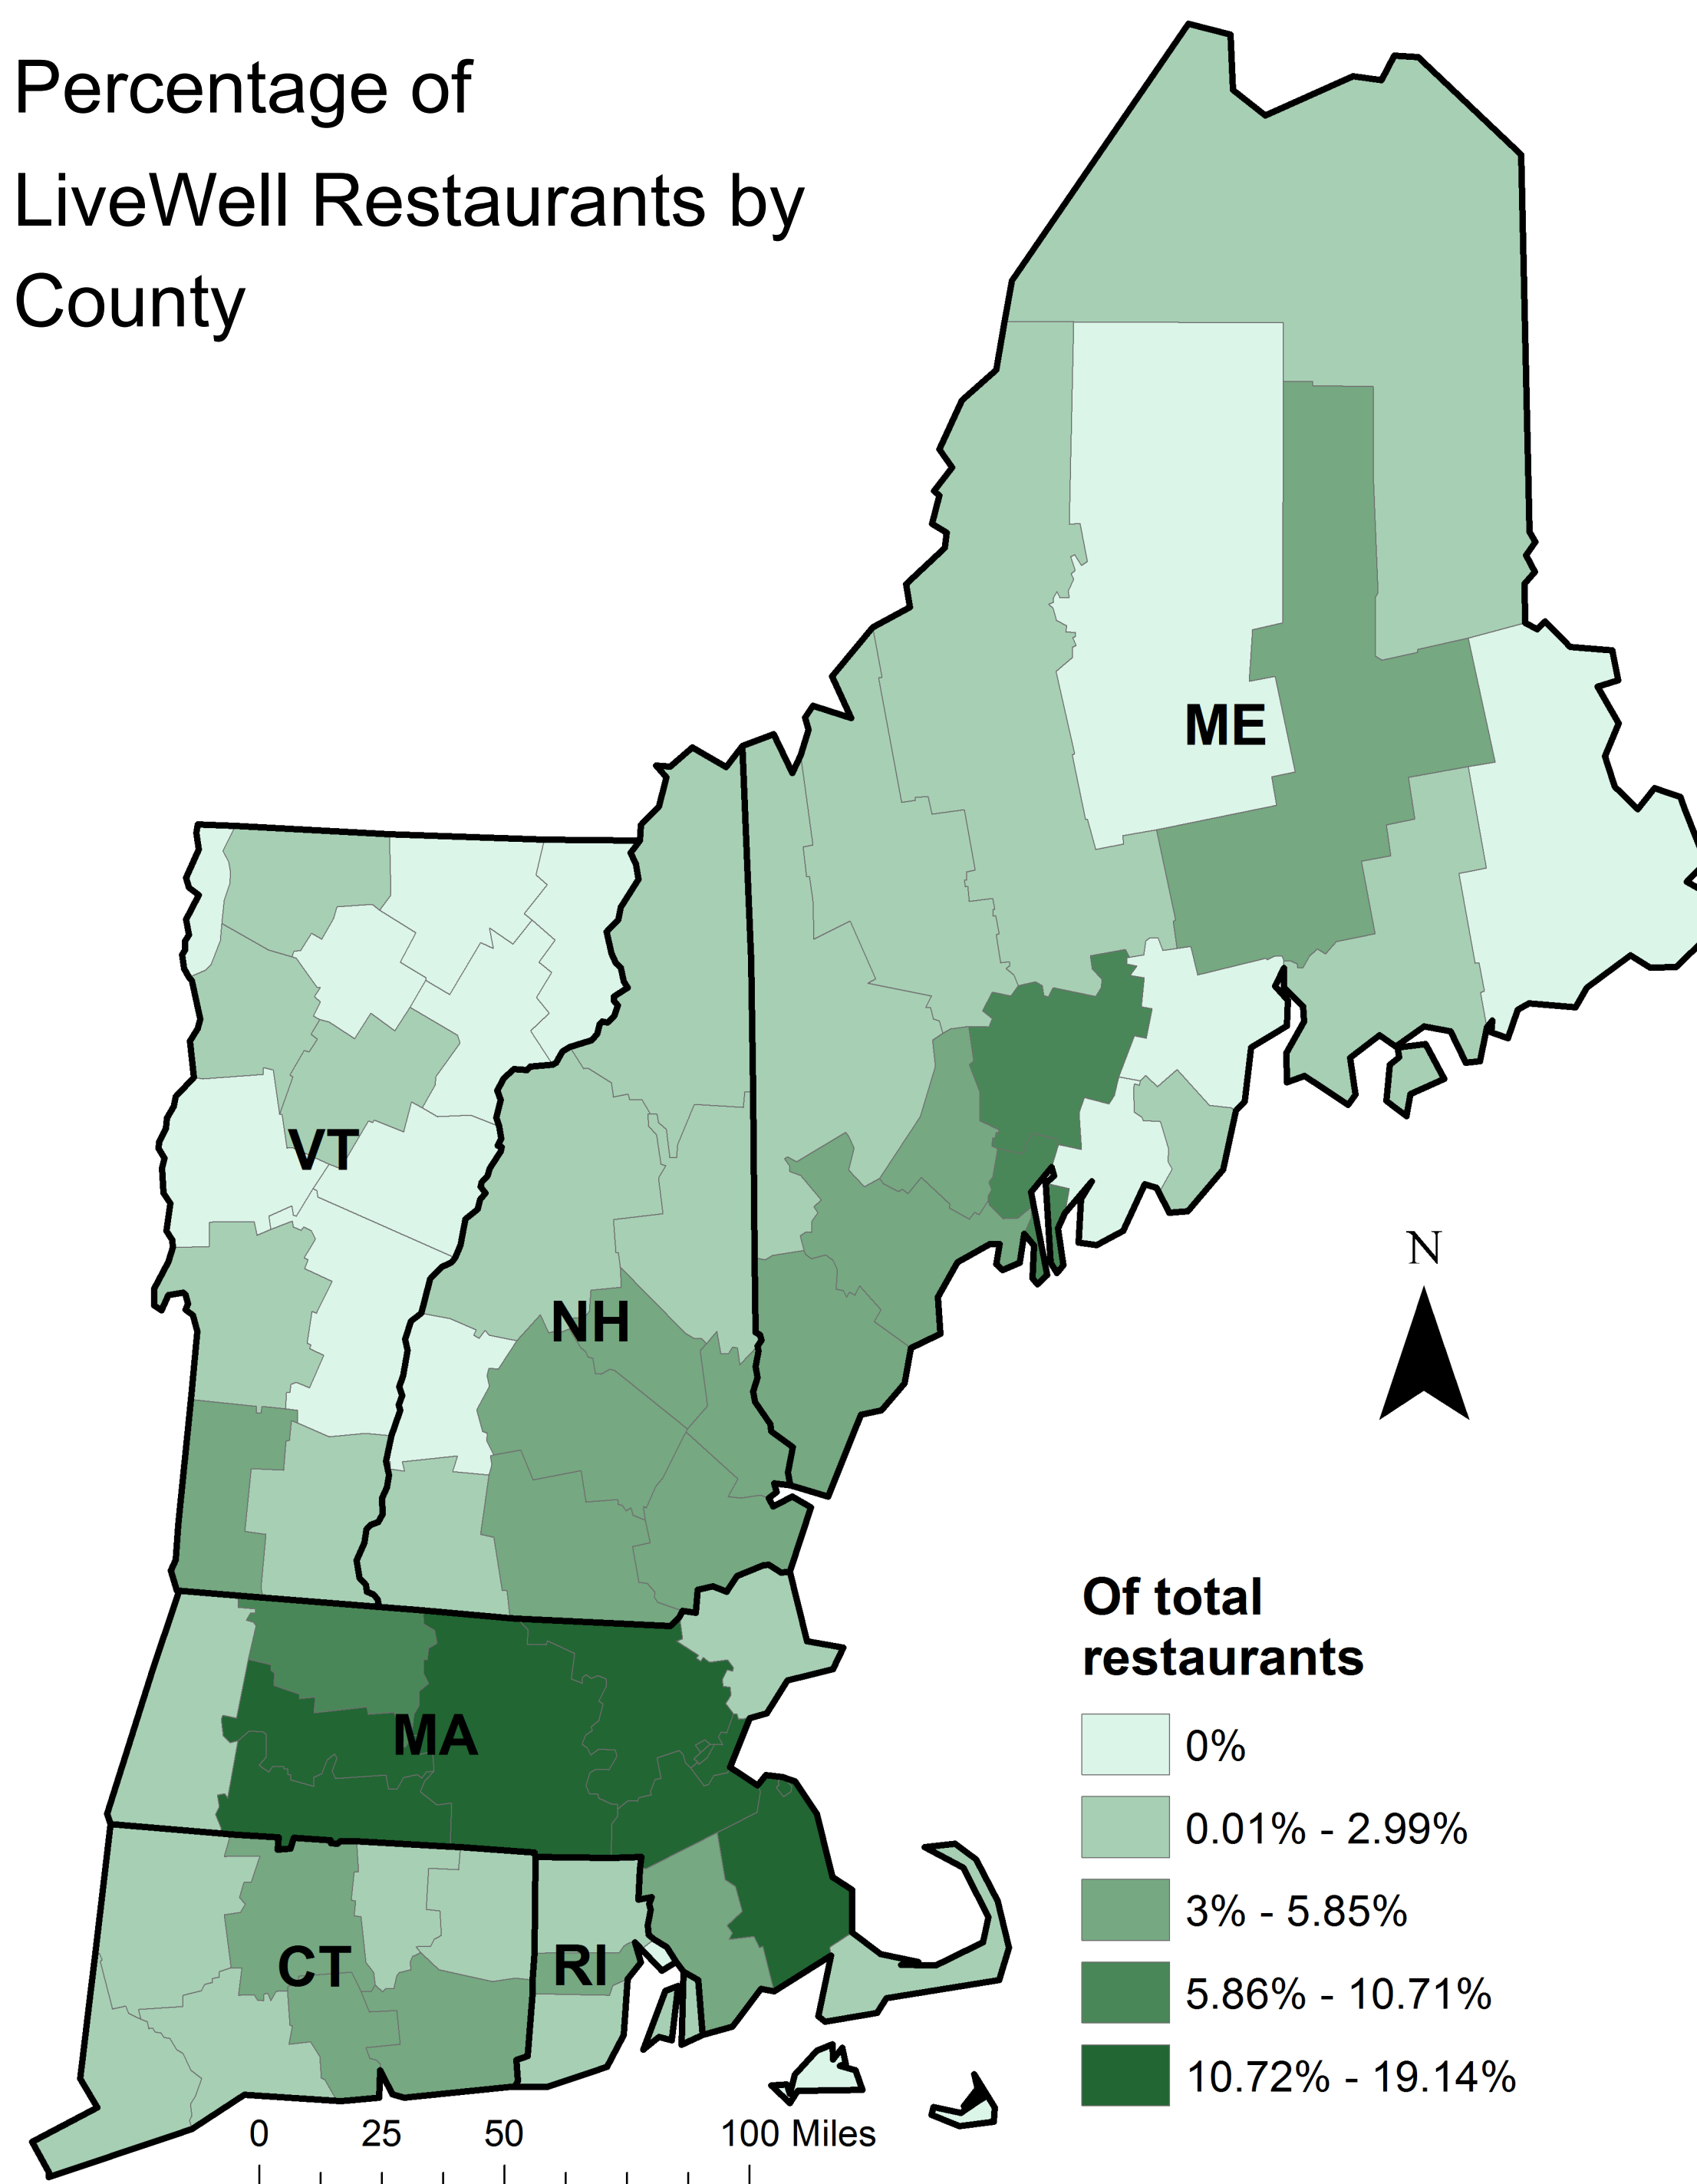 Percentage of
LiveWell Restaurants by
County
ME
VT
N
NH
Of total
restaurants
0%
MA
0.01% - 2.99%
3% - 5.85%
CT
RI
5.86% - 10.71%
10.72% - 19.14%
0 25 50 100 Miles